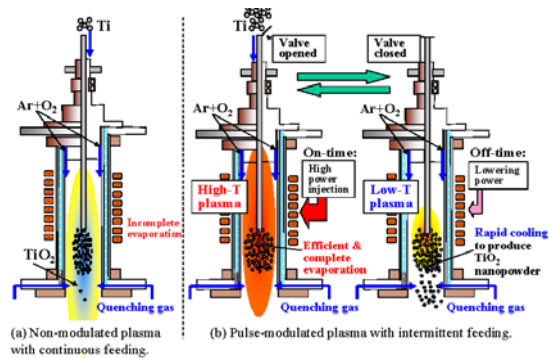 Ti
Ar+O2
Incomplete
evaporation
TiO2
Quenching gas
(a) Non-modulated plasma
with continuous feeding.
Ti
Valve
opened
Valve
closed
Ar+O2
Ar+O2
On-time:
High
power
injection
Off-time:
Lowering
power
High-T
plasma
Low-T
plasma
Efficient &
complete
evaporation
Rapid cooling
to produce
TiO2
nanopowder
Quenching gas
Quenching gas
(b) Pulse-modulated plasma with intermittent feeding.